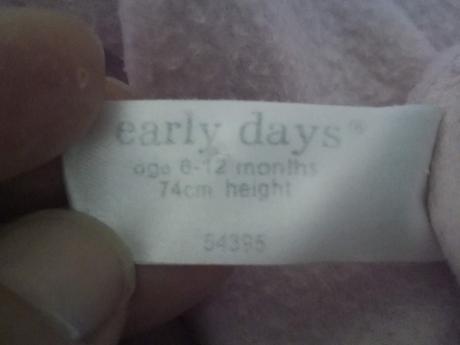 early days®
age 6-12 months
74cm height
54395